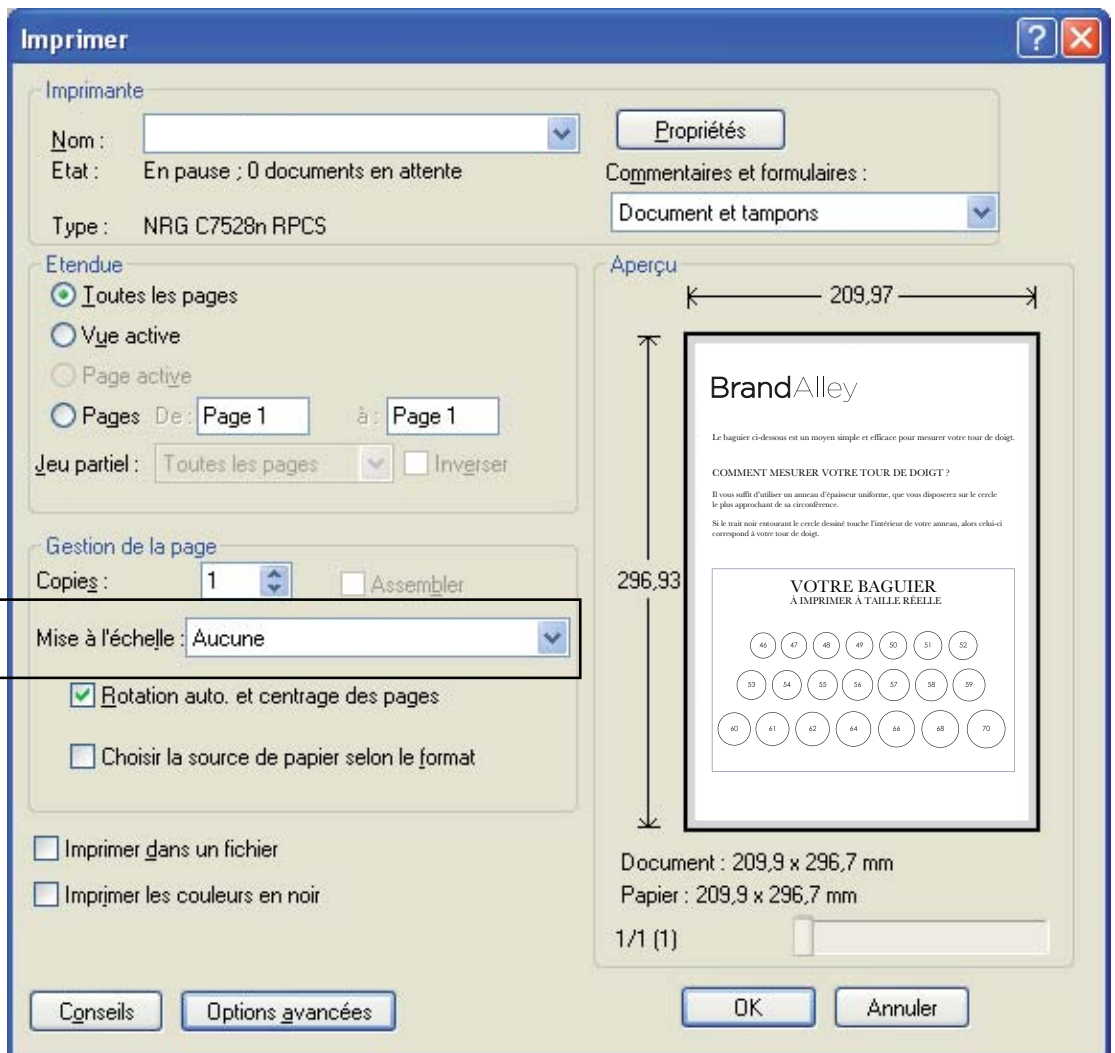 Imprimer
Imprimante
Nom :
Propriétés
Etat : En pause ; 0 documents en attente
Commentaires et formulaires :
Type : NRG C7528n RPCS
Document et tampons
Etendue
Toutes les pages
Vue active
Page active
Pages De : Page 1 à : Page 1
Jeu partiel : Toutes les pages Inverser
Gestion de la page
Copies : 1 Assembler
Mise à l'échelle : Aucune
Rotation auto. et centrage des pages
Choisir la source de papier selon le format
Imprimer dans un fichier
Imprimer les couleurs en noir
Aperçu
209,97
296,93
BrandAlley
Le baguier ci-dessous est un moyen simple et efficace pour mesurer votre tour de doigt.
COMMENT MESURER VOTRE TOUR DE DOIGT ?
Il vous suffit d'utiliser un anneau d'épaisseur uniforme, que vous disposerez sur le cercle
le plus approchant de sa circonférence.
Si le trait noir entourant le cercle dessiné touche l'intérieur de votre anneau, alors celui-ci
correspond à votre tour de doigt.
VOTRE BAGUIER
À IMPRIMER À TAILLE RÉELLE
46 47 48 49 50 51 52
53 54 55 56 57 58 59
60 61 62 64 66 68 70
Document : 209,9 x 296,7 mm
Papier : 209,9 x 296,7 mm
1/1 (1)
Conseils Options avancées OK Annuler